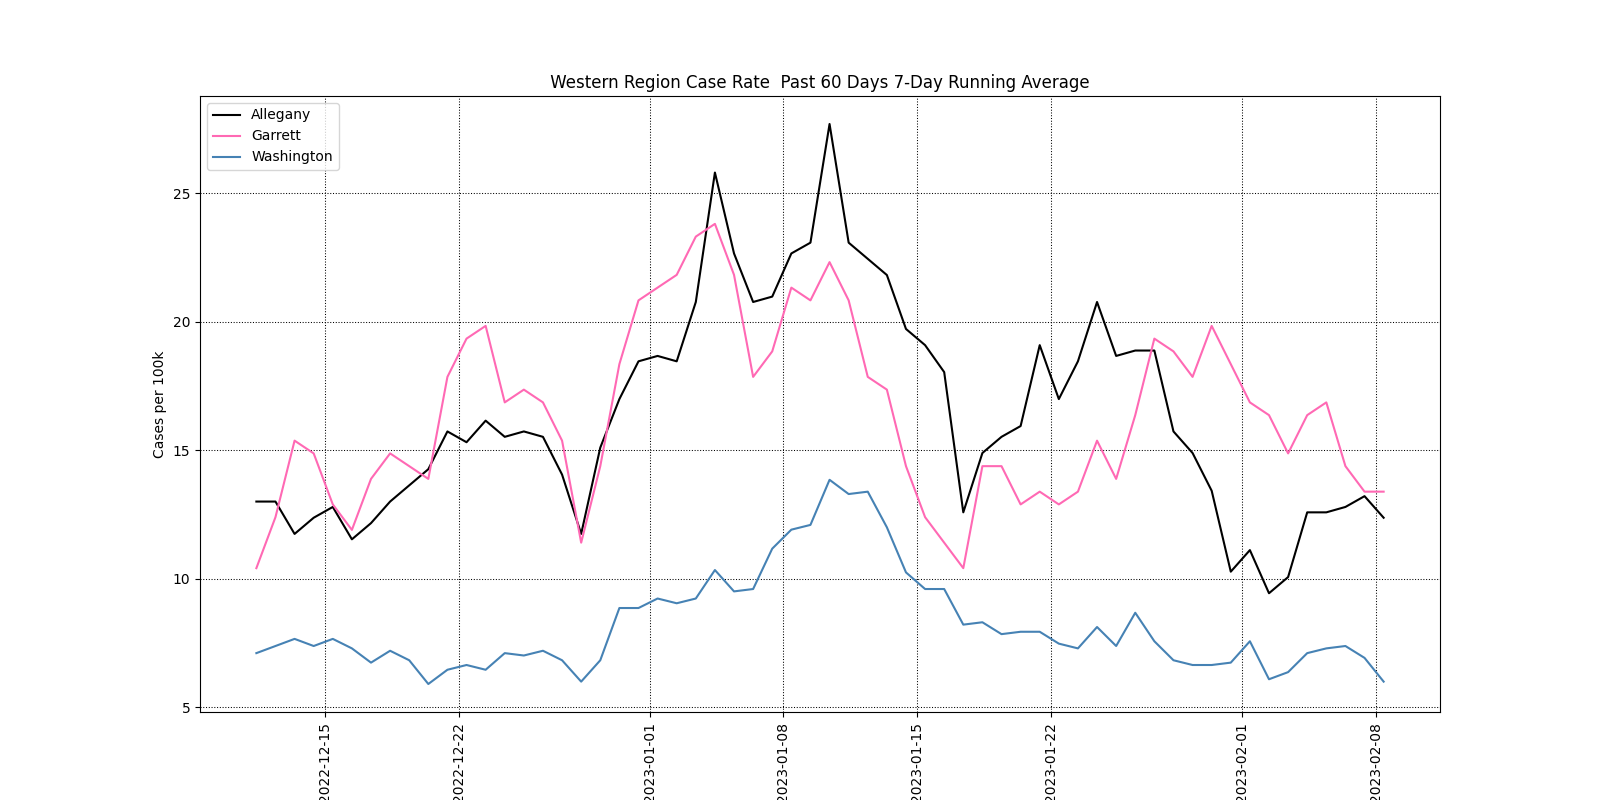 Western Region Case Rate  Past 60 Days 7-Day Running Average
Allegany
Garrett
Washington
Cases per 100k
25
20
15
10
5
2022-12-15
2022-12-22
2023-01-01
2023-01-08
2023-01-15
2023-01-22
2023-02-01
2023-02-08